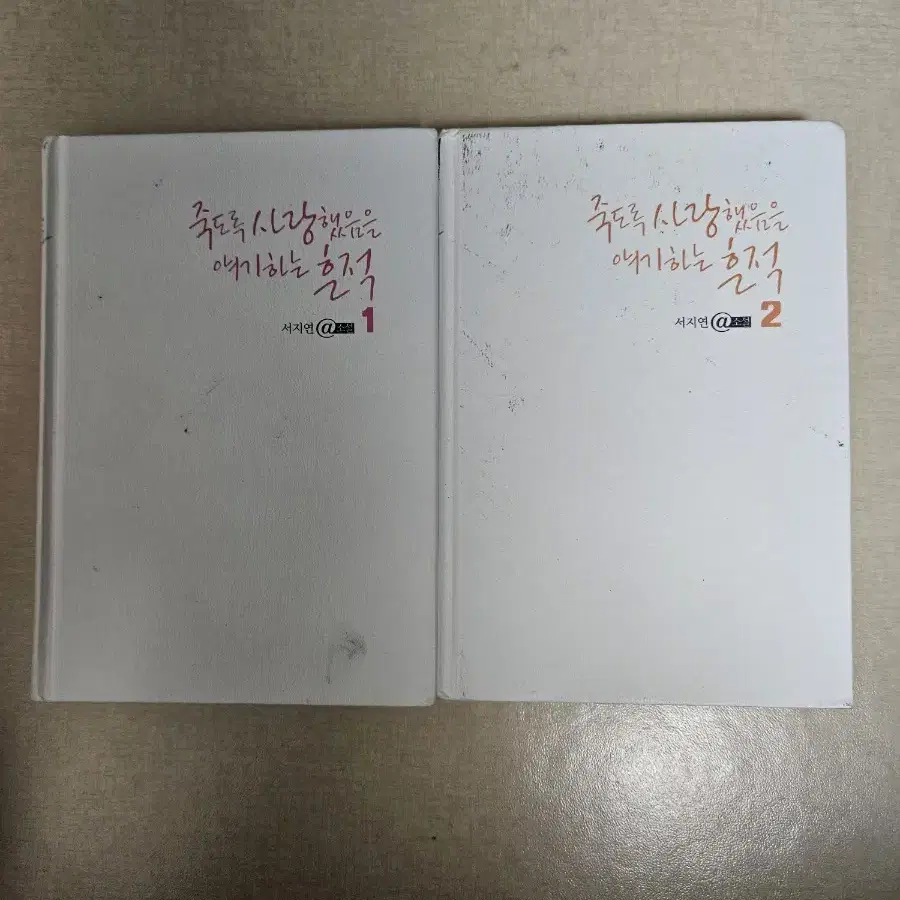 죽도록 사랑했음을
얘기하는 흔적
서지연 @ 소설 1
죽도록 사랑했음을
얘기하는 흔적
서지연 @ 소설 2